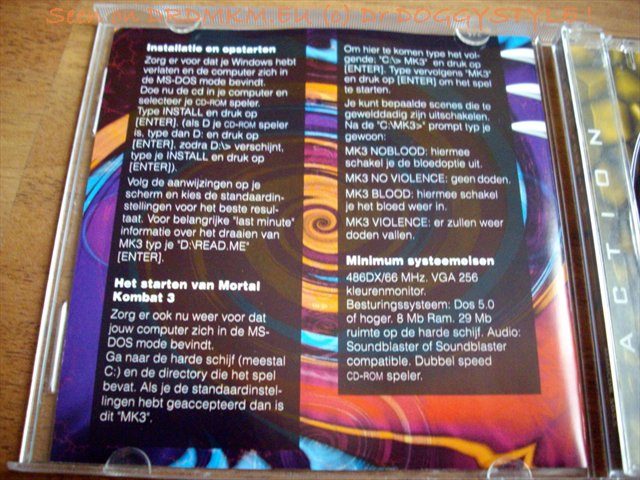 Seen on TRMKM.EU (c) Dr DOGGYSTYLE
Installatie en opstarten
Zorg er voor dat je Windows hebt
verlaten en de computer zich in
de MS-DOS mode bevindt.
Doe nu de cd in je computer en
selecteer je CD-ROM speler.
Type INSTALL en druk op
[ENTER]. (als D je CD-ROM speler
is, type dan D: en druk op
[ENTER], zodra D:\> verschijnt,
type je INSTALL en druk op
[ENTER]).
Volg de aanwijzingen op je
scherm en kies de standaardin-
stellingen voor het beste resul-
taat. Voor belangrijke "last minute"
informatie over het draaien van
MK3 typ je "D:\READ.ME"
[ENTER].
Het starten van Mortal
Kombat 3
Zorg er ook nu weer voor dat
jouw computer zich in de MS-
DOS mode bevindt.
Ga naar de harde schijf (meestal
C:) en de directory die het spel
bevat. Als je de standaardinstel-
lingen hebt geaccepteerd dan is
dit "MK3".
Om hier te komen type het vol-
gende: "C:\> MK3" en druk op
[ENTER]. Type vervolgens "MK3"
en druk op [ENTER] om het spel
te starten.
Je kunt bepaalde scenes die te
gewelddadig zijn uitschakelen.
Na de "C:\MK3>" prompt typ je
gewoon:
MK3 NOBLOOD: hiermee
schakel je de bloedoptie uit.
MK3 NO VIOLENCE: geen doden.
MK3 BLOOD: hiermee schakel
je het bloed weer in.
MK3 VIOLENCE: er zullen weer
doden vallen.
Minimum systeemeisen
486DX/66 MHz. VGA 256
kleurenmonitor.
Besturingssysteem: Dos 5.0
of hoger. 8 Mb Ram. 29 Mb
ruimte op de harde schijf. Audio:
Soundblaster of Soundblaster
compatible. Dubbel speed
CD-ROM speler.
ACTION